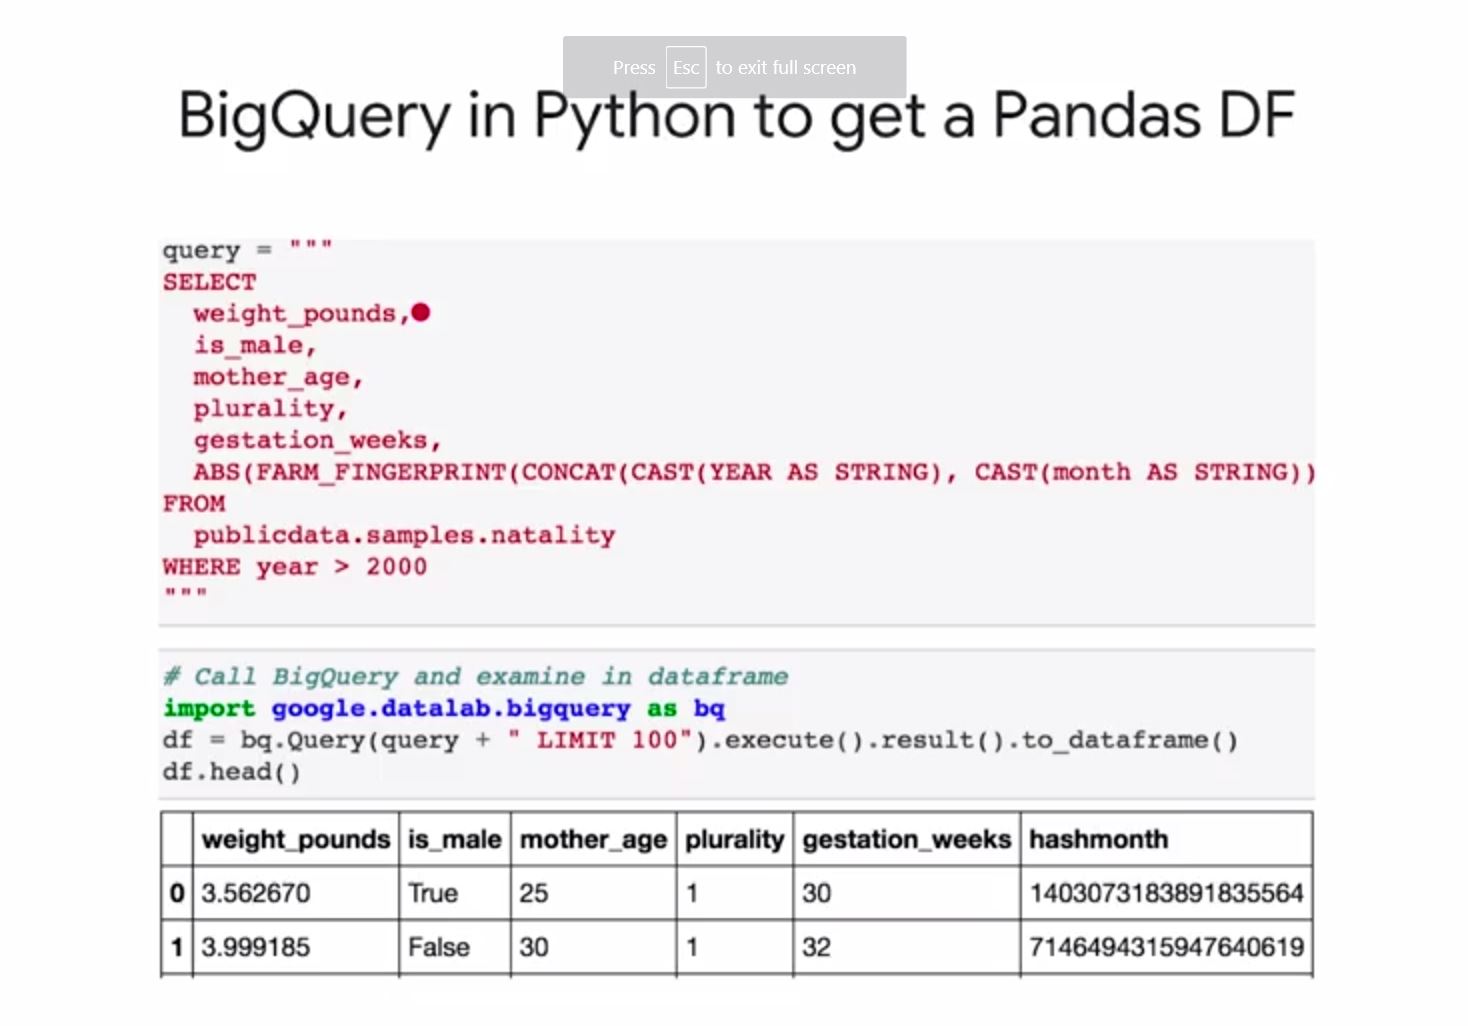 Press Esc to exit full screen
BigQuery in Python to get a Pandas DF
query = """
SELECT
weight_pounds,
is_male,
mother_age,
plurality,
gestation_weeks,
ABS(FARM_FINGERPRINT(CONCAT(CAST(YEAR AS STRING), CAST(month AS STRING))
FROM
publicdata.samples.natality
WHERE year > 2000
"""
# Call BigQuery and examine in dataframe
import google.datalab.bigquery as bq
df = bq.Query(query + " LIMIT 100").execute().result().to_dataframe()
df.head()
weight_pounds is_male mother_age plurality gestation_weeks hashmonth
0 3.562670 True 25 1 30 1403073183891835564
1 3.999185 False 30 1 32 7146494315947640619